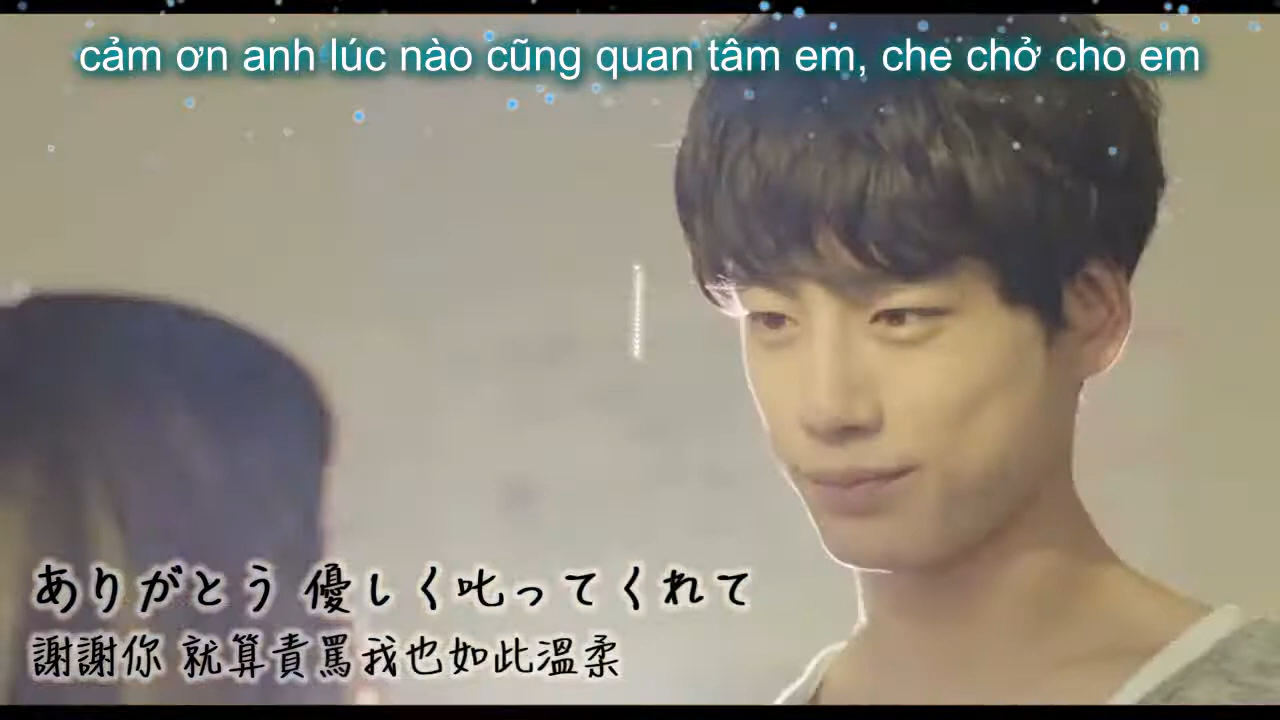 cảm ơn anh lúc nào cũng quan tâm em, che chở cho em
ありがとう 優しく叱ってくれて
謝謝你 就算責罵我也如此溫柔